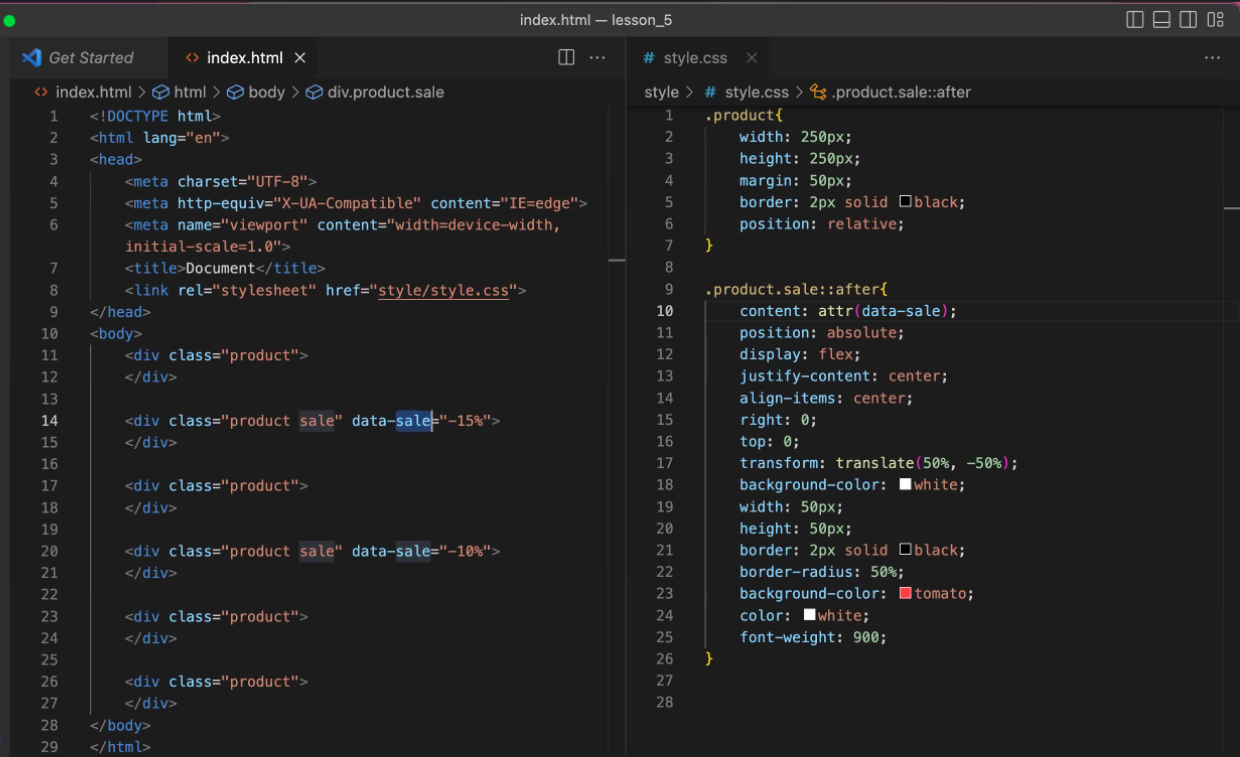 index.html — lesson_5
Get Started
<> index.html ×
···
<> index.html > html > body > div.product.sale
1 <!DOCTYPE html>
2 <html lang="en">
3 <head>
4 <meta charset="UTF-8">
5 <meta http-equiv="X-UA-Compatible" content="IE=edge">
6 <meta name="viewport" content="width=device-width,
initial-scale=1.0">
7 <title>Document</title>
8 <link rel="stylesheet" href="style/style.css">
9 </head>
10 <body>
11 <div class="product">
12 </div>
13
14 <div class="product sale" data-sale="-15%">
15 </div>
16
17 <div class="product">
18 </div>
19
20 <div class="product sale" data-sale="-10%">
21 </div>
22
23 <div class="product">
24 </div>
25
26 <div class="product">
27 </div>
28 </body>
29 </html>
# style.css ×
···
style > # style.css > .product.sale::after
1 .product{
2 width: 250px;
3 height: 250px;
4 margin: 50px;
5 border: 2px solid black;
6 position: relative;
7 }
8
9 .product.sale::after{
10 content: attr(data-sale);
11 position: absolute;
12 display: flex;
13 justify-content: center;
14 align-items: center;
15 right: 0;
16 top: 0;
17 transform: translate(50%, -50%);
18 background-color: white;
19 width: 50px;
20 height: 50px;
21 border: 2px solid black;
22 border-radius: 50%;
23 background-color: tomato;
24 color: white;
25 font-weight: 900;
26 }
27
28